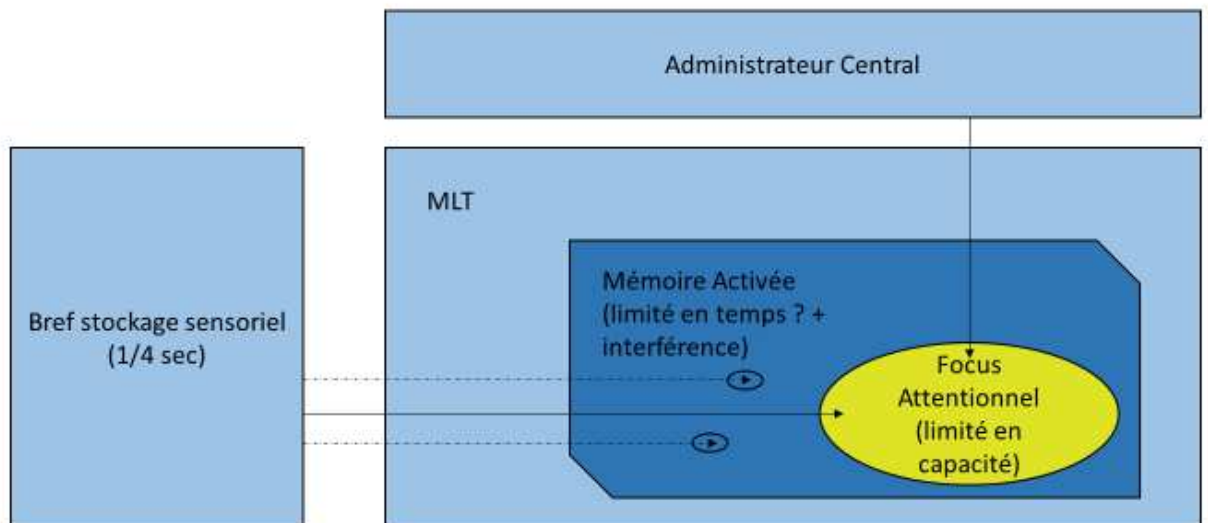 Administrateur Central
MLT
Bref stockage sensoriel
(1/4 sec)
Mémoire Activée
(limité en temps ? +
interférence)
Focus
Attentionnel
(limité en
capacité)